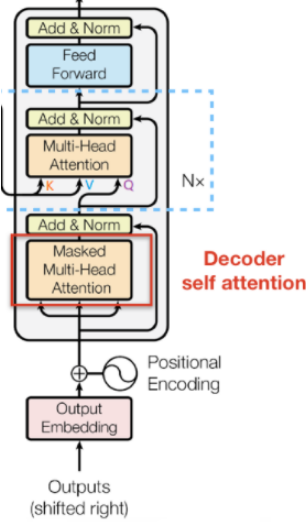 Add & Norm
Feed
Forward
Add & Norm
Multi-Head
Attention
K
V
Q
N×
Add & Norm
Masked
Multi-Head
Attention
Decoder
self attention
Positional
Encoding
Output
Embedding
Outputs
(shifted right)